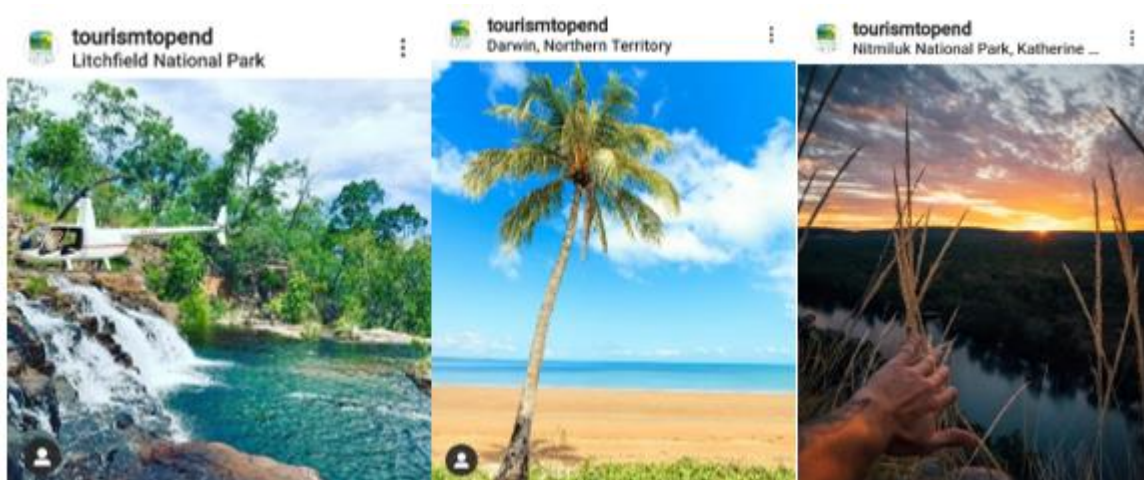 tourismtopend
Litchfield National Park
tourismtopend
Darwin, Northern Territory
tourismtopend
Nitmiluk National Park, Katherine ...